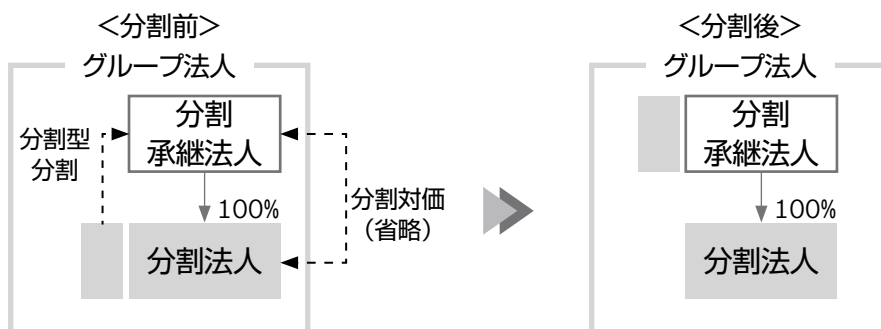 ＜分割前＞
グループ法人
分割
承継法人
分割型
分割
100%
分割対価
（省略）
分割法人
＜分割後＞
グループ法人
分割
承継法人
100%
分割法人